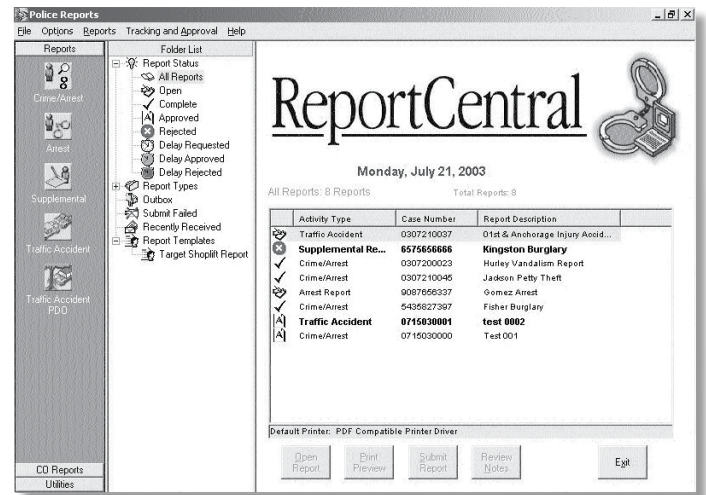 Police Reports
File Options Reports Tracking and Approval Help
Reports
Crime/Arrest
Arrest
Supplemental
Traffic Accident
Traffic Accident
PDO
CO Reports
Utilities
Folder List
Report Status
All Reports
Open
Complete
Approved
Rejected
Delay Requested
Delay Approved
Delay Rejected
Report Types
Outbox
Submit Failed
Recently Received
Report Templates
Target Shoplift Report
ReportCentral
Monday, July 21, 2003
All Reports: 8 Reports Total Reports: 8
Activity Type Case Number Report Description
Traffic Accident 0307210037 01st & Anchorage Injury Accid...
Supplemental Re... 6575656666 Kingston Burglary
Crime/Arrest 0307200023 Hurley Vandalism Report
Crime/Arrest 0307210045 Jackson Petty Theft
Arrest Report 9087656337 Gomez Arrest
Crime/Arrest 5435827397 Fisher Burglary
Traffic Accident 0715030001 test 0002
Crime/Arrest 0715030000 Test 001
Default Printer: PDF Compatible Printer Driver
Open Report
Print Preview
Submit Report
Review Notes
Exit